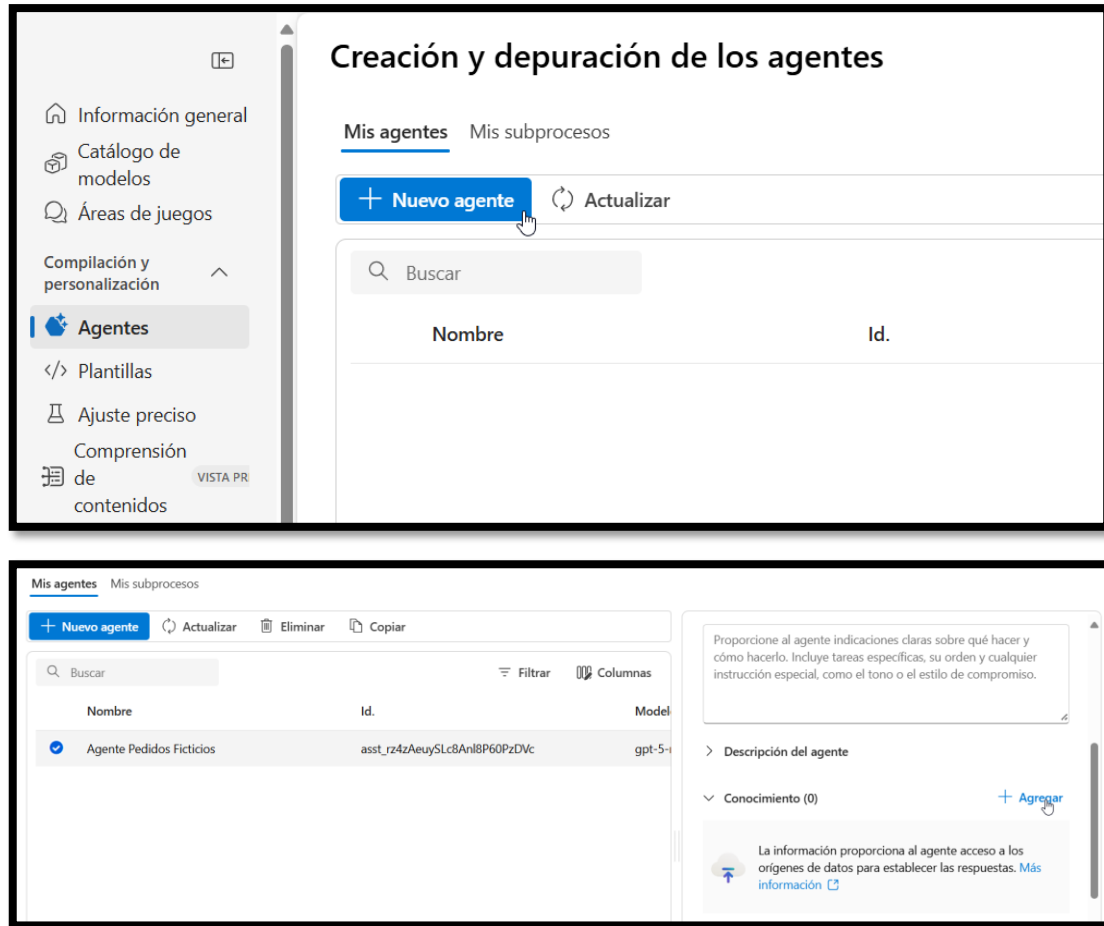 Creación y depuración de los agentes
Información general
Catálogo de
modelos
Áreas de juegos
Compilación y
personalización
Agentes
Plantillas
Ajuste preciso
Comprensión
de
contenidos
VISTA PR
Mis agentes Mis subprocesos
Nuevo agente Actualizar
Buscar
Nombre Id.
Mis agentes Mis subprocesos
Nuevo agente Actualizar Eliminar Copiar
Buscar Filtrar Columnas
Nombre Id. Model
Agente Pedidos Ficticios asst_rz4zAeuySLc8Anl8P60PzDVc gpt-5-
Proporcione al agente indicaciones claras sobre qué hacer y
cómo hacerlo. Incluye tareas específicas, su orden y cualquier
instrucción especial, como el tono o el estilo de compromiso.
Descripción del agente
Conocimiento (0) Agregar
La información proporciona al agente acceso a los
orígenes de datos para establecer las respuestas. Más
información